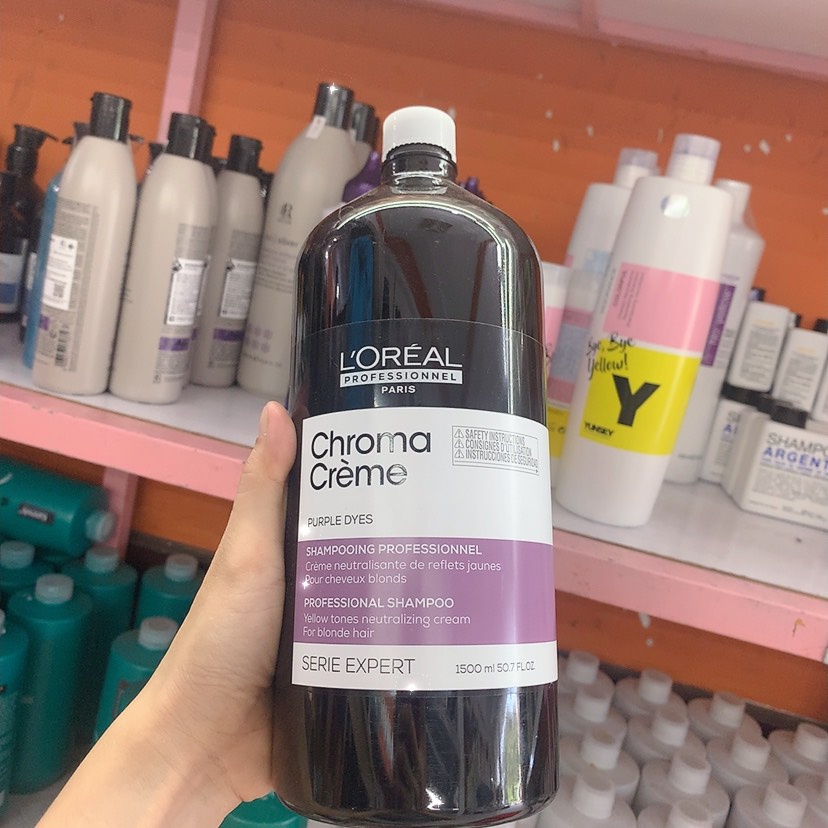 L'ORÉAL
PROFESSIONNEL
PARIS
Chroma
Crème
SAFETY INSTRUCTIONS
CONSIGNES D'UTILISATION
INSTRUCCIONES DE SEGURIDAD
PURPLE DYES
SHAMPOOING PROFESSIONNEL
Crème neutralisante de reflets jaunes
Pour cheveux blonds
PROFESSIONAL SHAMPOO
Yellow tones neutralizing cream
For blonde hair
SERIE EXPERT
1500 ml 50.7 FL.OZ.
Bye, Bye
Yellow!
Y
YUNSEY
SHAMPO
ARGENT